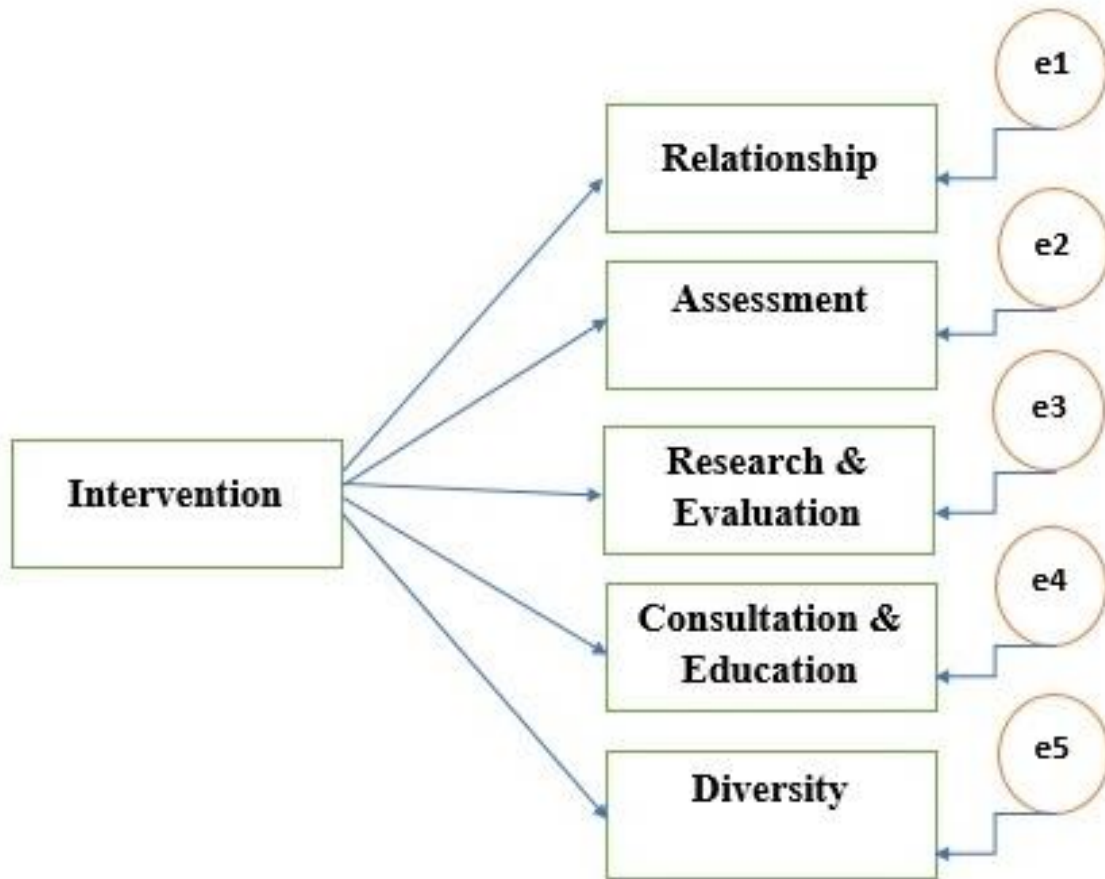 e1
Relationship
e2
Assessment
e3
Research &
Evaluation
Intervention
e4
Consultation &
Education
e5
Diversity